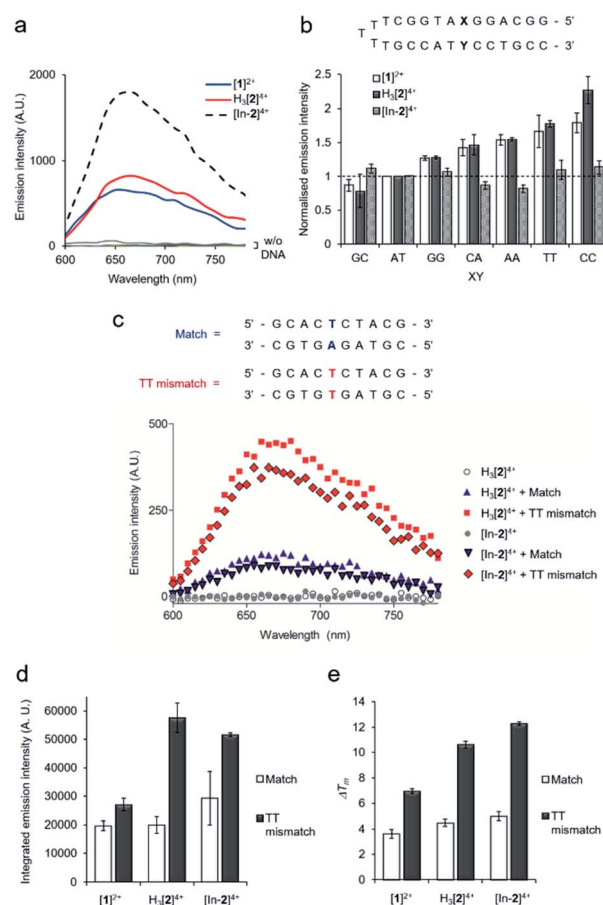 a
Emission intensity (A.U.)
2000
1000
0
600 650 700 750
Wavelength (nm)
[1]²⁺
H₃[2]⁴⁺
[In-2]⁴⁺
w/o
DNA
b
T T C G G T A X G G A C G G - 5'
T
T T G C C A T Y C C T G C C - 3'
Normalised emission intensity
2.5
2
1.5
1
0.5
0
[1]²⁺
H₃[2]⁴⁺
[In-2]⁴⁺
GC AT GG CA AA TT CC
XY
c
Match =
5' - G C A C T C T A C G - 3'
3' - C G T G A G A T G C - 5'
TT mismatch =
5' - G C A C T C T A C G - 3'
3' - C G T G T G A T G C - 5'
Emission intensity (A.U.)
500
250
0
600 650 700 750
Wavelength (nm)
H₃[2]⁴⁺
H₃[2]⁴⁺ + Match
H₃[2]⁴⁺ + TT mismatch
[In-2]⁴⁺
[In-2]⁴⁺ + Match
[In-2]⁴⁺ + TT mismatch
d
Integrated emission intensity (A. U.)
60000
50000
40000
30000
20000
10000
0
[1]²⁺ H₃[2]⁴⁺ [In-2]⁴⁺
Match
TT
mismatch
e
ΔTm
14
12
10
8
6
4
2
0
[1]²⁺ H₃[2]⁴⁺ [In-2]⁴⁺
Match
TT
mismatch